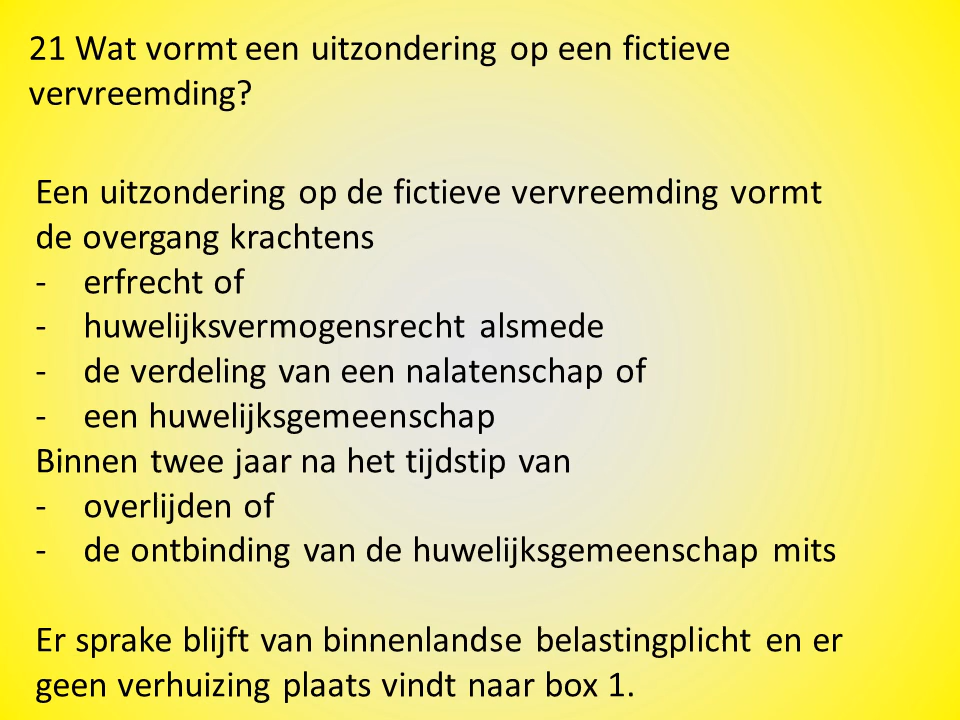 21 Wat vormt een uitzondering op een fictieve
vervreemding?
Een uitzondering op de fictieve vervreemding vormt
de overgang krachtens
- erfrecht of
- huwelijksvermogensrecht alsmede
- de verdeling van een nalatenschap of
- een huwelijksgemeenschap
Binnen twee jaar na het tijdstip van
- overlijden of
- de ontbinding van de huwelijksgemeenschap mits
Er sprake blijft van binnenlandse belastingplicht en er
geen verhuizing plaats vindt naar box 1.